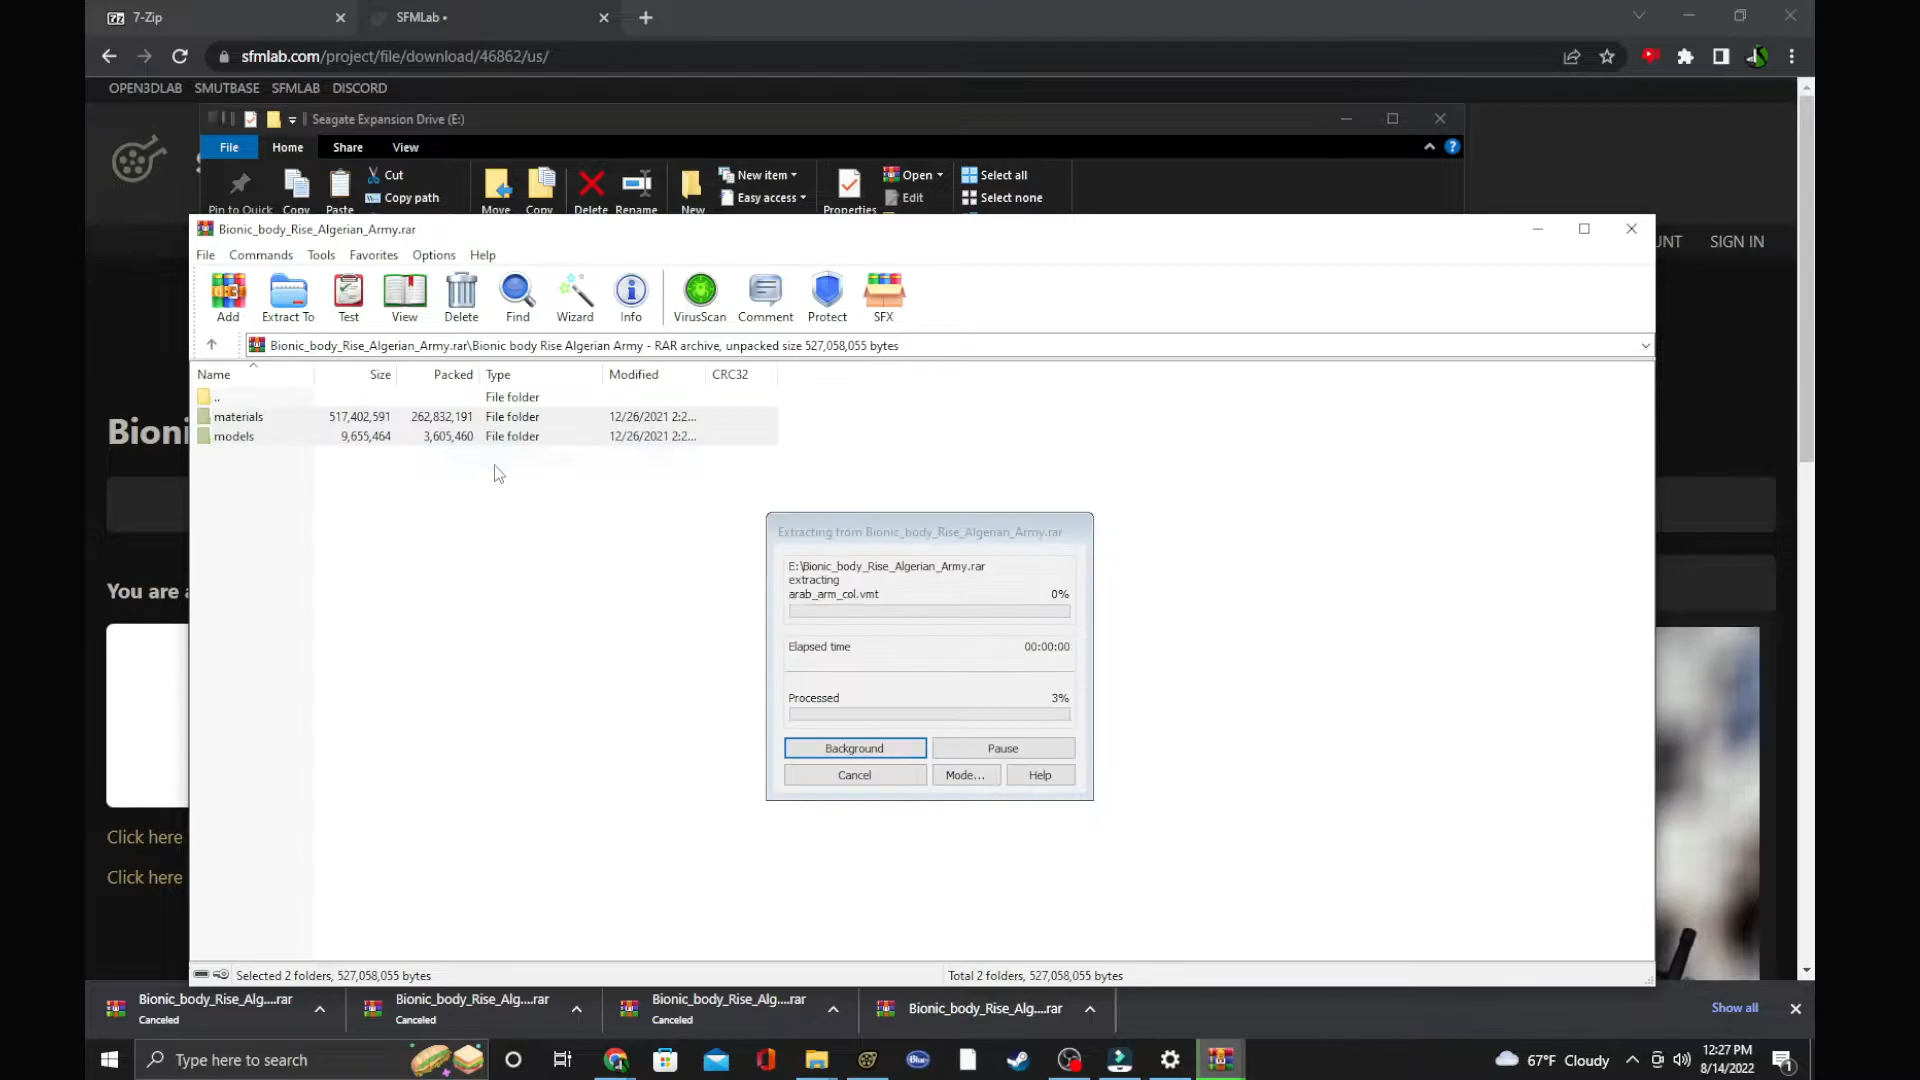 7-Zip
SFMLab •
sfmlab.com/project/file/download/46862/us/
OPEN3DLAB SMUTBASE SFMLAB DISCORD
Seagate Expansion Drive (E:)
File Home Share View
Cut
Copy path
New item
Easy access
Open
Edit
Select all
Select none
Pin to Quick Copy Paste Move Copy Delete Rename New Properties
SIGN IN
Bionic_body_Rise_Algerian_Army.rar
File Commands Tools Favorites Options Help
Add Extract To Test View Delete Find Wizard Info VirusScan Comment Protect SFX
Bionic_body_Rise_Algerian_Army.rar\Bionic body Rise Algerian Army - RAR archive, unpacked size 527,058,055 bytes
Name Size Packed Type Modified CRC32
.. File folder
materials 517,402,591 262,832,191 File folder 12/26/2021 2:2...
models 9,655,464 3,605,460 File folder 12/26/2021 2:2...
Bioni
You are a
Extracting from Bionic_body_Rise_Algerian_Army.rar
E:\Bionic_body_Rise_Algerian_Army.rar
extracting
arab_arm_col.vmt 0%
Elapsed time 00:00:00
Processed 3%
Background Pause
Cancel Mode... Help
Click here
Click here
Selected 2 folders, 527,058,055 bytes
Total 2 folders, 527,058,055 bytes
Bionic_body_Rise_Alg....rar
Canceled
Bionic_body_Rise_Alg....rar
Canceled
Bionic_body_Rise_Alg....rar
Canceled
Bionic_body_Rise_Alg....rar
Show all
Type here to search
Blue
67°F Cloudy
12:27 PM
8/14/2022
1